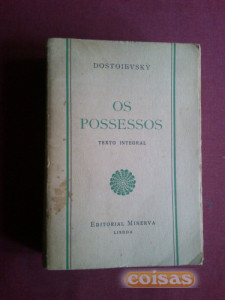 DOSTOIEVSKY
OS
POSSESSOS
TEXTO INTEGRAL
EDITORIAL MINERVA
LISBOA
coisas